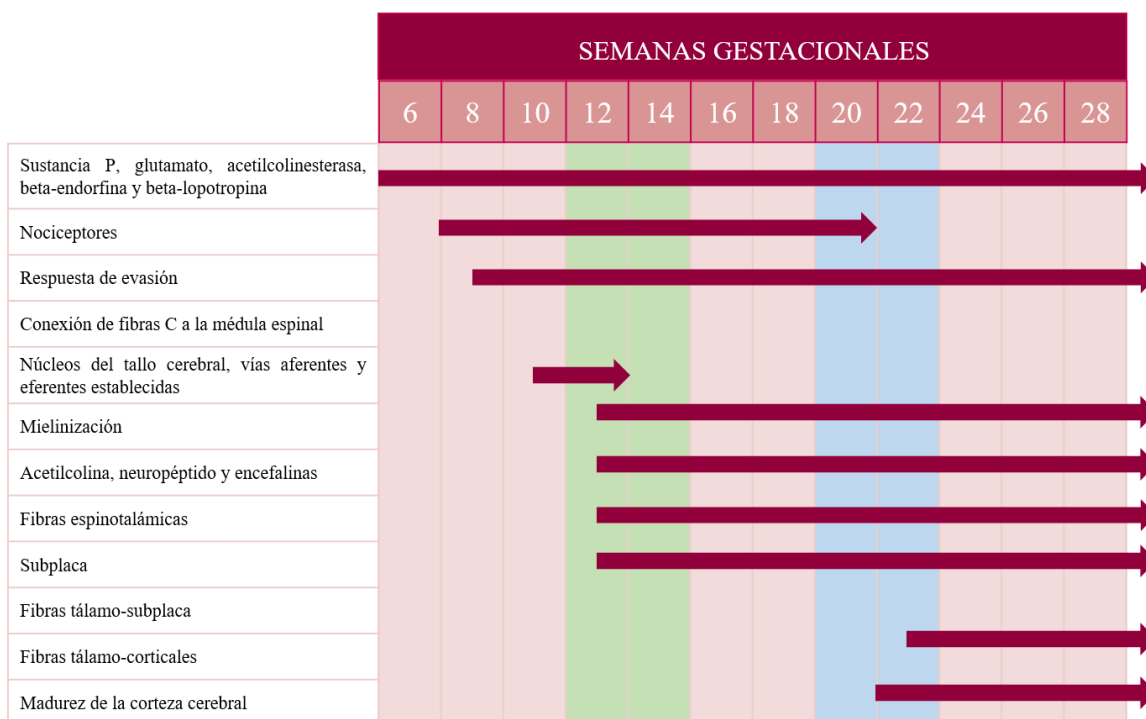 SEMANAS GESTACIONALES
6 8 10 12 14 16 18 20 22 24 26 28
Sustancia P, glutamato, acetilcolinesterasa,
beta-endorfina y beta-lopotropina
Nociceptores
Respuesta de evasión
Conexión de fibras C a la médula espinal
Núcleos del tallo cerebral, vías aferentes y
eferentes establecidas
Mielinización
Acetilcolina, neuropéptido y encefalinas
Fibras espinotalámicas
Subplaca
Fibras tálamo-subplaca
Fibras tálamo-corticales
Madurez de la corteza cerebral